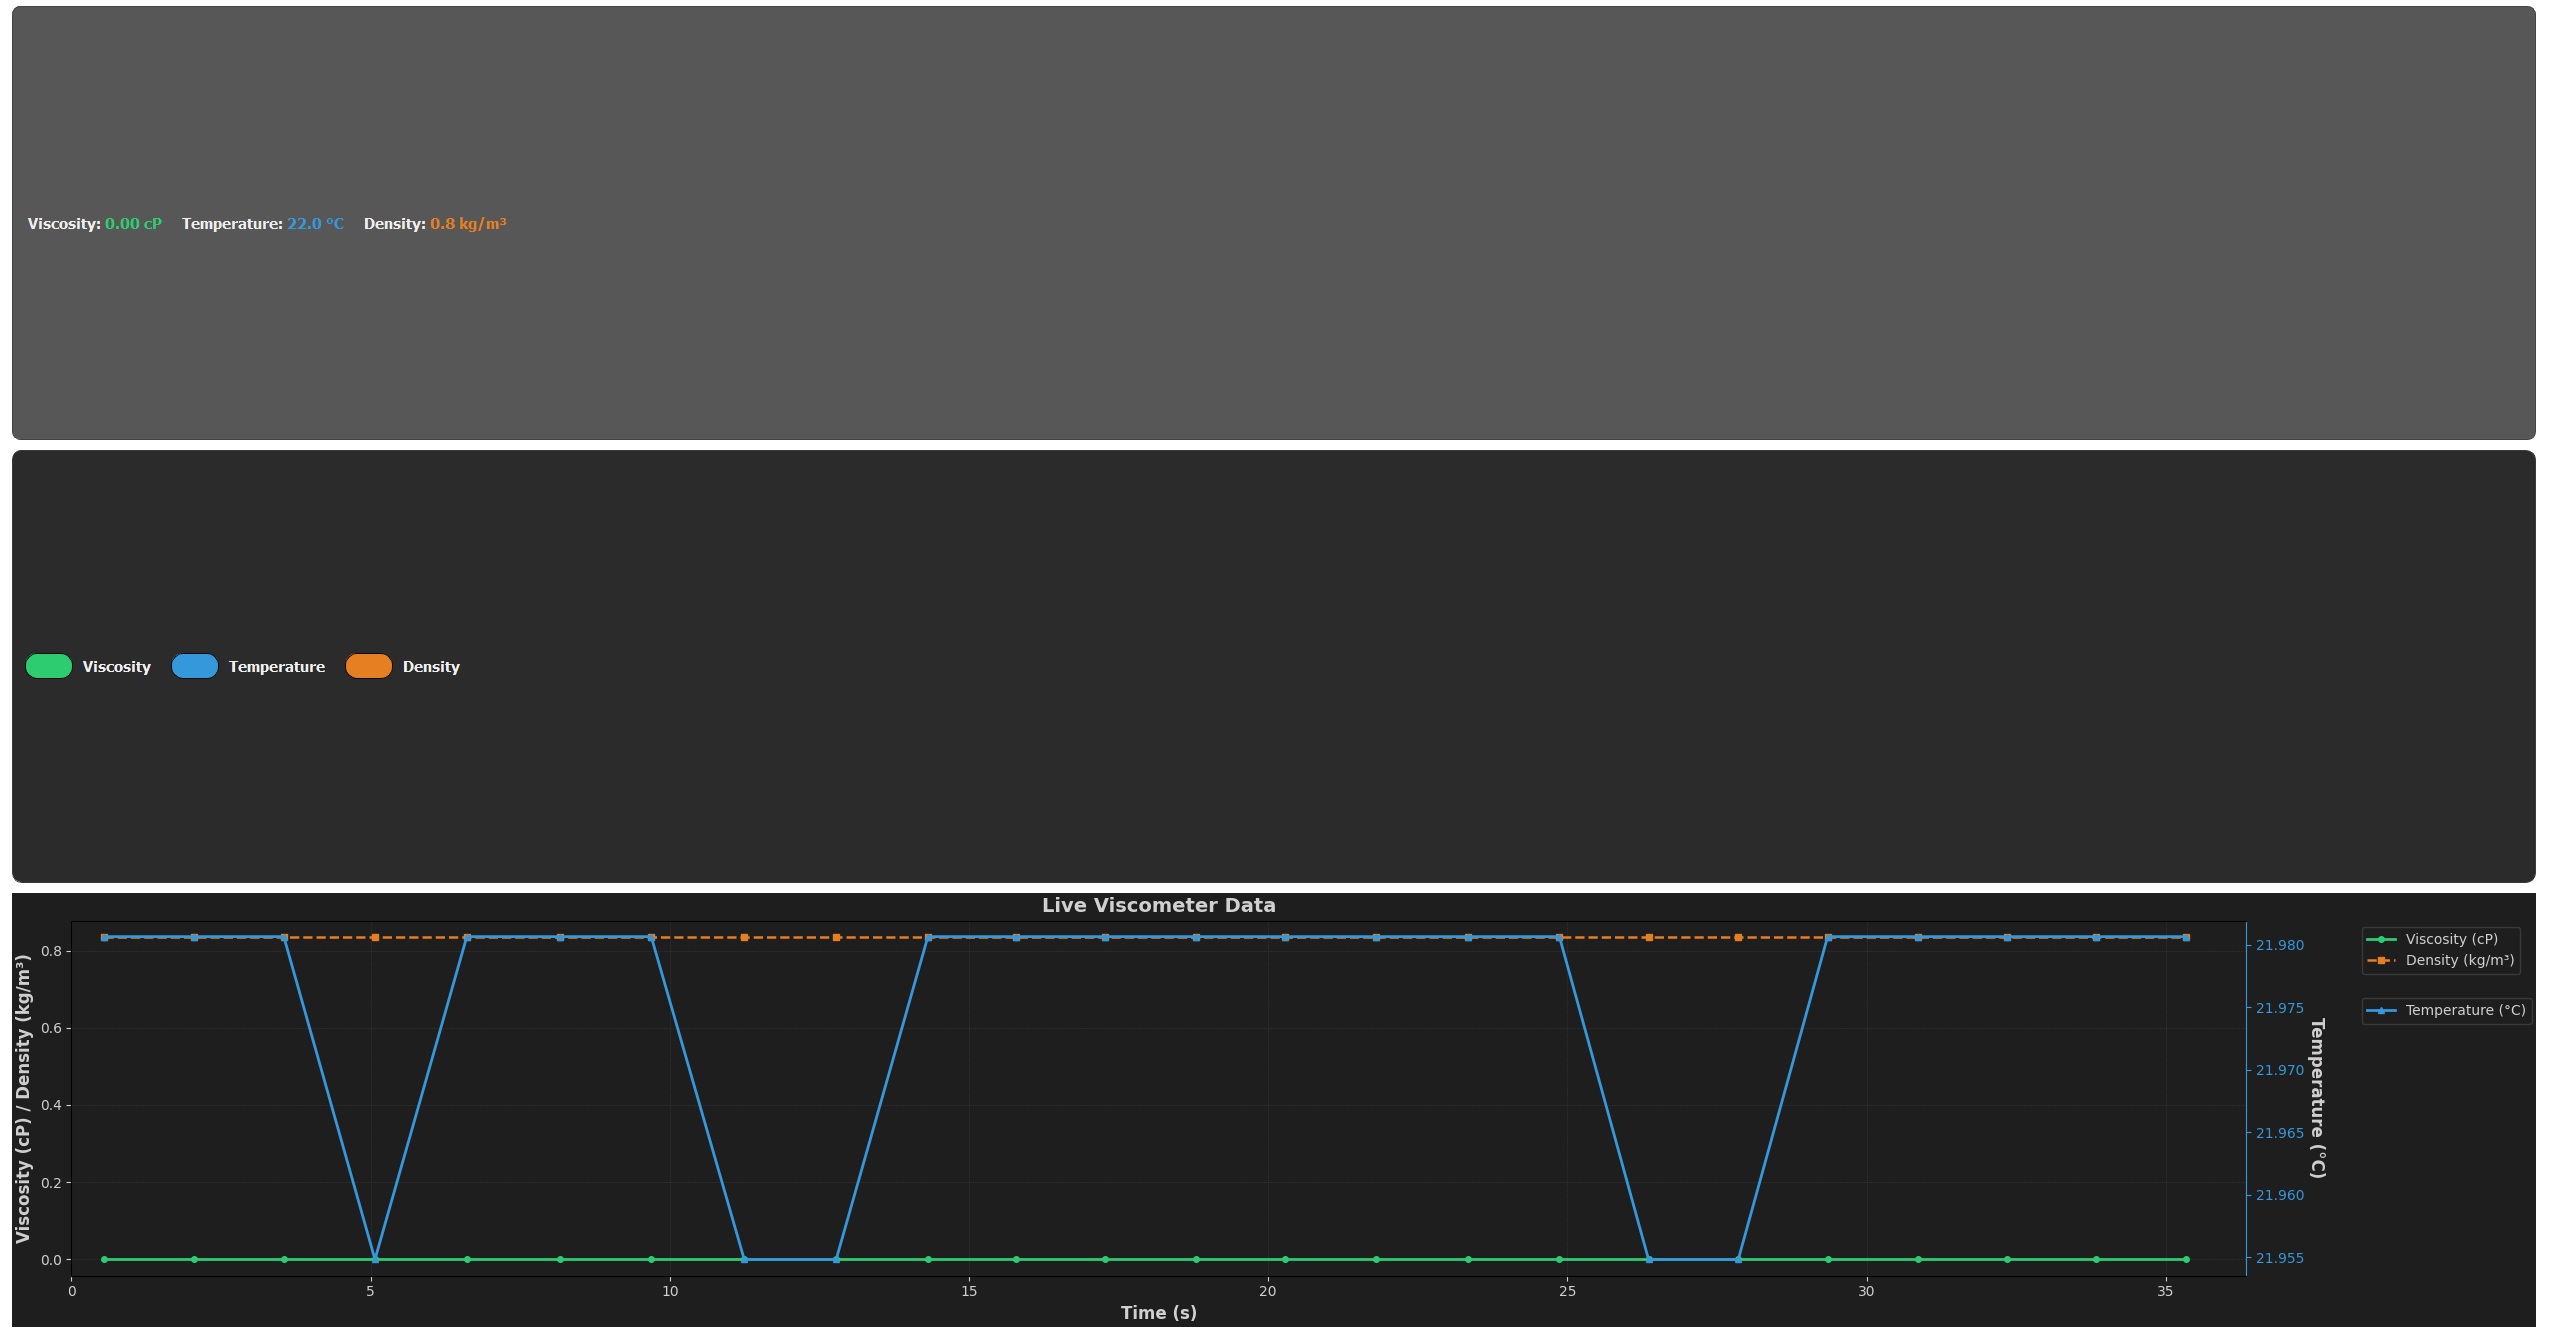 Viscosity: 0.00 cP Temperature: 22.0 °C Density: 0.8 kg/m³
Viscosity Temperature Density
Live Viscometer Data
Viscosity (cP) / Density (kg/m³)
0.8
0.6
0.4
0.2
0.0
0 5 10 15 20 25 30 35
Time (s)
21.980
21.975
21.970
21.965
21.960
21.955
Temperature (°C)
Viscosity (cP)
Density (kg/m³)
Temperature (°C)